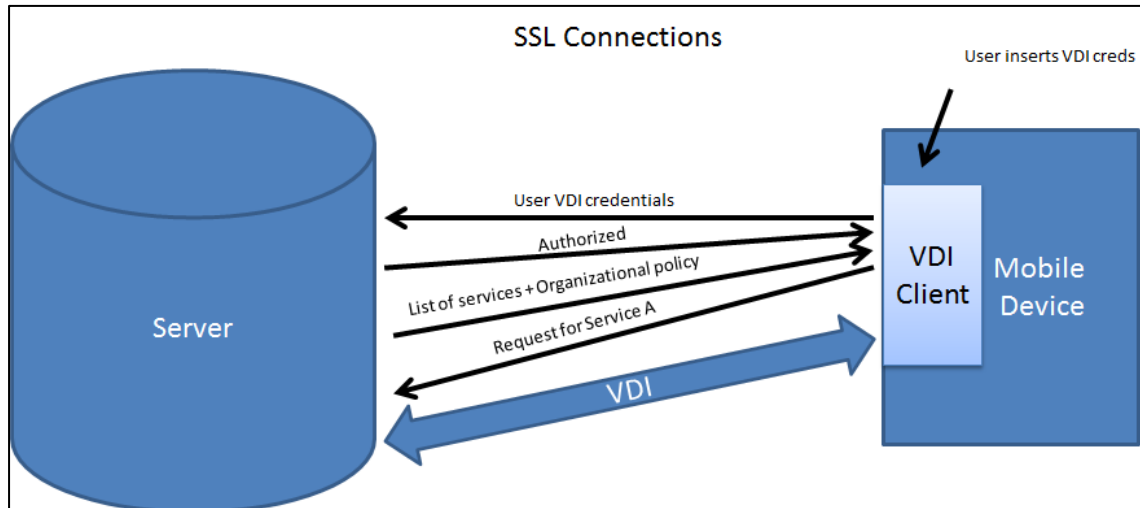 SSL Connections
User inserts VDI creds
User VDI credentials
Authorized
List of services + Organizational policy
Request for Service A
VDI
Server
VDI
Client
Mobile
Device